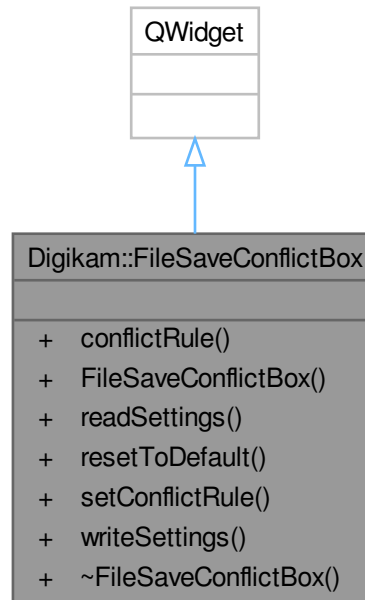 QWidget
Digikam::FileSaveConflictBox
+ conflictRule()
+ FileSaveConflictBox()
+ readSettings()
+ resetToDefault()
+ setConflictRule()
+ writeSettings()
+ ~FileSaveConflictBox()